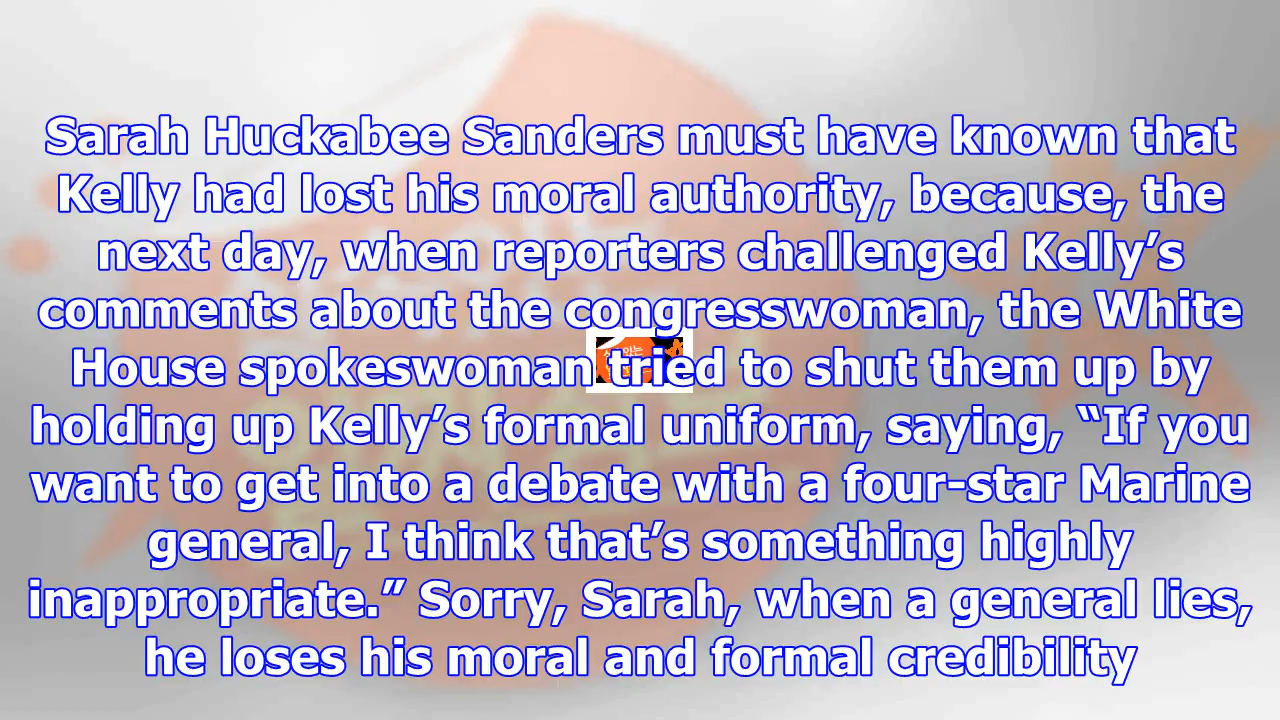 Sarah Huckabee Sanders must have known that
Kelly had lost his moral authority, because, the
next day, when reporters challenged Kelly’s
comments about the congresswoman, the White
House spokeswoman tried to shut them up by
holding up Kelly’s formal uniform, saying, “If you
want to get into a debate with a four-star Marine
general, I think that’s something highly
inappropriate.” Sorry, Sarah, when a general lies,
he loses his moral and formal credibility